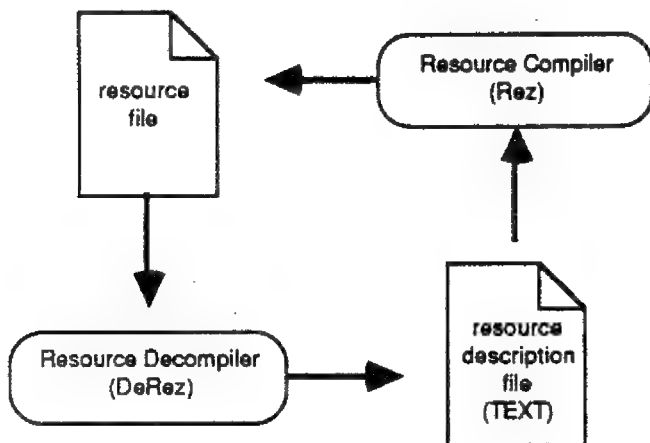 resource
file
Resource Compiler
(Rez)
Resource Decompiler
(DeRez)
resource
description
file
(TEXT)